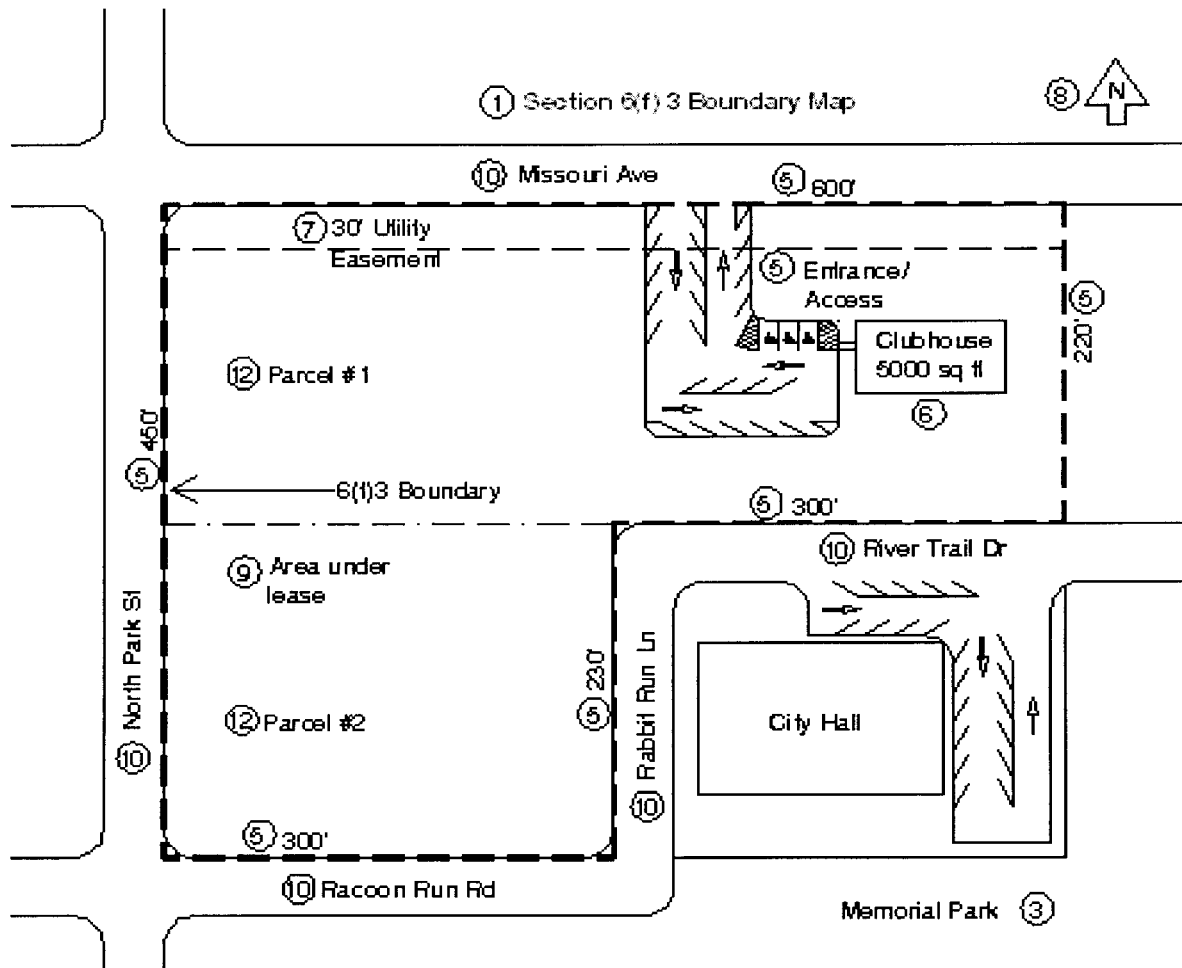 1 Section 6(f) 3 Boundary Map
8 N
10 Missouri Ave
5 600'
7 30' Utility
Easement
5 Entrance/
Access
5 220'
Clubhouse
5000 sq ft
6
12 Parcel #1
5 450'
6(f)3 Boundary
5 300'
10 River Trail Dr
9 Area under
lease
10 North Park St
5 230'
10 Rabbit Run Ln
12 Parcel #2
City Hall
5 300'
10 Racoon Run Rd
Memorial Park 3